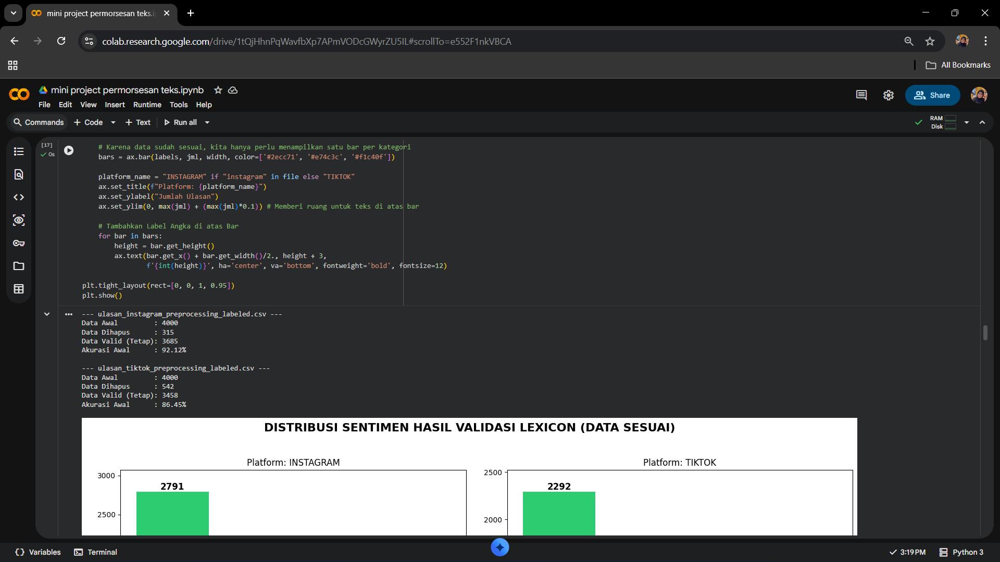 mini project permorsesan teks.i
colab.research.google.com/drive/1tQjHhnPqWavfbXp7APmVODcGWyrZU5IL#scrollTo=e552F1nkVBCA
All Bookmarks
mini project permorsesan teks.ipynb
File Edit View Insert Runtime Tools Help
Share
Commands + Code + Text Run all
RAM
Disk
[17]
0s
# Karena data sudah sesuai, kita hanya perlu menampilkan satu bar per kategori
bars = ax.bar(labels, jml, width, color=['#2ecc71', '#e74c3c', '#f1c40f'])
platform_name = "INSTAGRAM" if "instagram" in file else "TIKTOK"
ax.set_title(f"Platform: {platform_name}")
ax.set_ylabel("Jumlah Ulasan")
ax.set_ylim(0, max(jml) + (max(jml)*0.1)) # Memberi ruang untuk teks di atas bar
# Tambahkan Label Angka di atas Bar
for bar in bars:
height = bar.get_height()
ax.text(bar.get_x() + bar.get_width()/2., height + 3,
f'{int(height)}', ha='center', va='bottom', fontweight='bold', fontsize=12)
plt.tight_layout(rect=[0, 0, 1, 0.95])
plt.show()
--- ulasan_instagram_preprocessing_labeled.csv ---
Data Awal : 4000
Data Dihapus : 315
Data Valid (Tetap): 3685
Akurasi Awal : 92.12%
--- ulasan_tiktok_preprocessing_labeled.csv ---
Data Awal : 4000
Data Dihapus : 542
Data Valid (Tetap): 3458
Akurasi Awal : 86.45%
DISTRIBUSI SENTIMEN HASIL VALIDASI LEXICON (DATA SESUAI)
Platform: INSTAGRAM
3000
2791
2500
Platform: TIKTOK
2500
2292
2000
Variables Terminal
3:19 PM Python 3